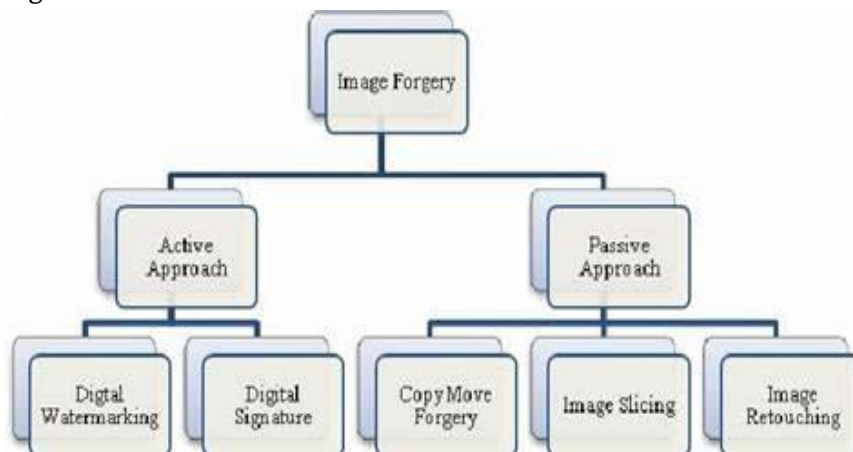 Image Forgery
Active
Approach
Passive
Approach
Digtal
Watermarking
Digital
Signature
Copy Move
Forgery
Image Slicing
Image
Retouching